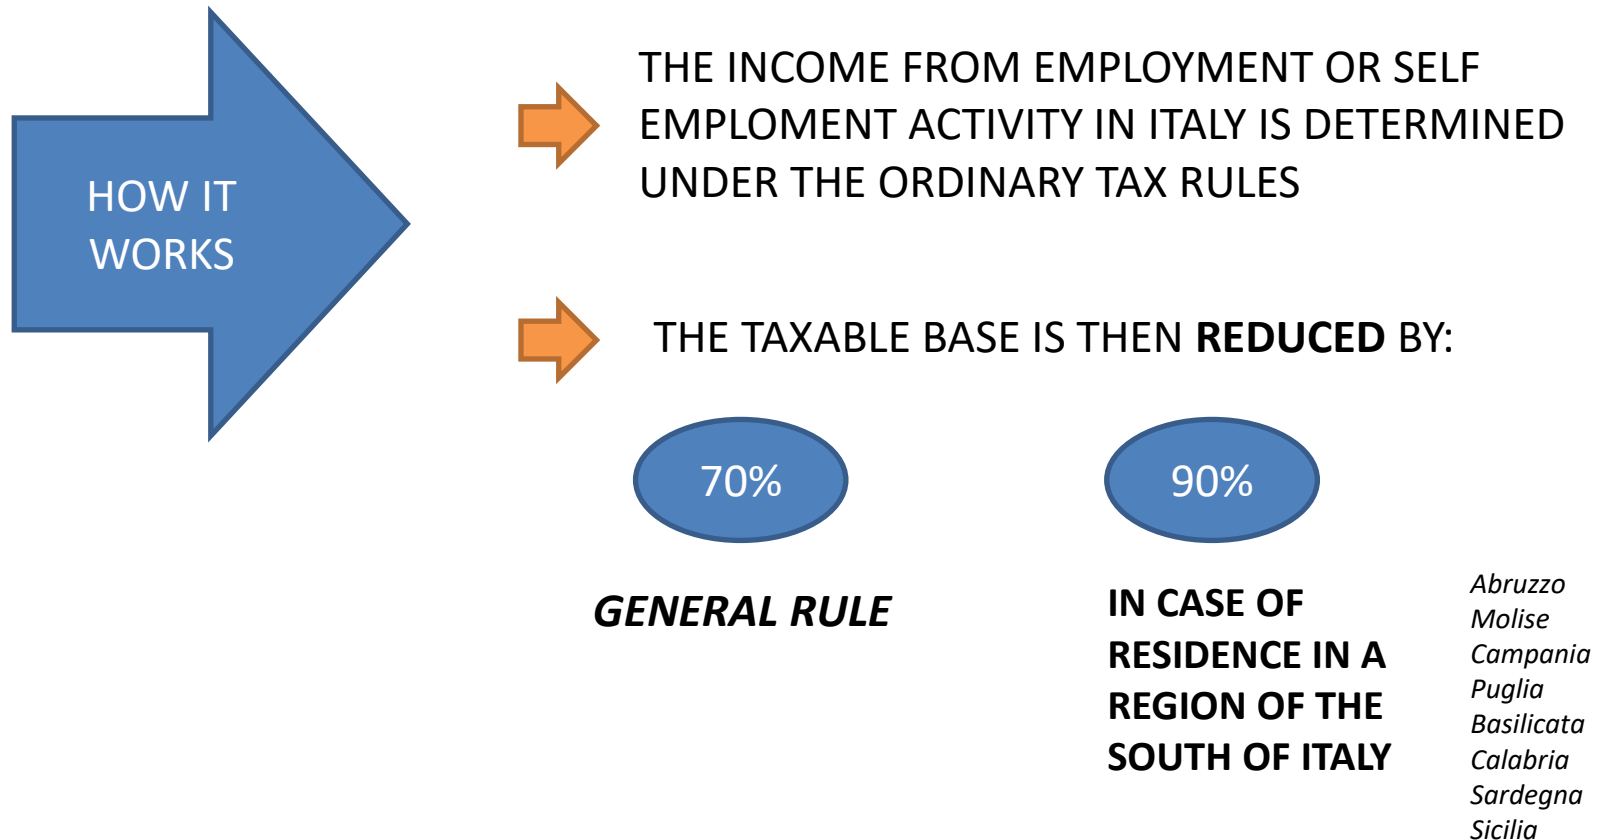 HOW IT
WORKS
THE INCOME FROM EMPLOYMENT OR SELF
EMPLOMENT ACTIVITY IN ITALY IS DETERMINED
UNDER THE ORDINARY TAX RULES
THE TAXABLE BASE IS THEN REDUCED BY:
70%
90%
GENERAL RULE
IN CASE OF
RESIDENCE IN A
REGION OF THE
SOUTH OF ITALY
Abruzzo
Molise
Campania
Puglia
Basilicata
Calabria
Sardegna
Sicilia